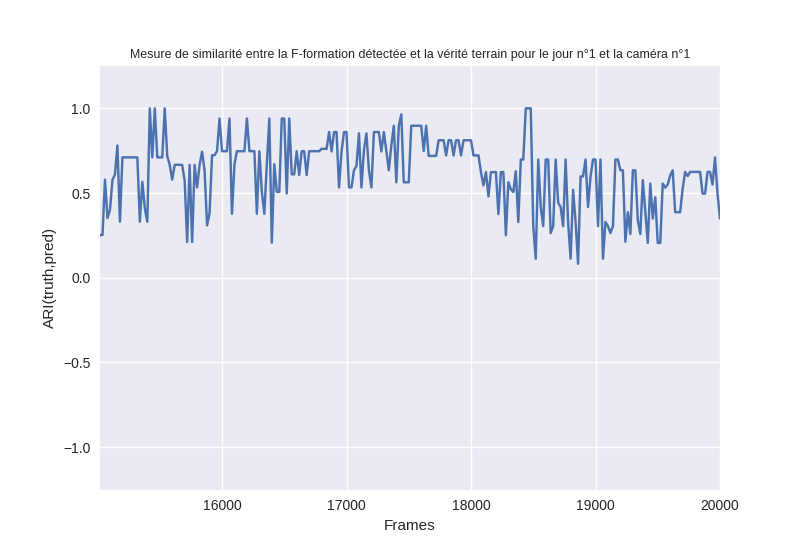 Mesure de similarité entre la F-formation détectée et la vérité terrain pour le jour n°1 et la caméra n°1
1.0
0.5
0.0
−0.5
−1.0
ARI(truth,pred)
16000 17000 18000 19000 20000
Frames